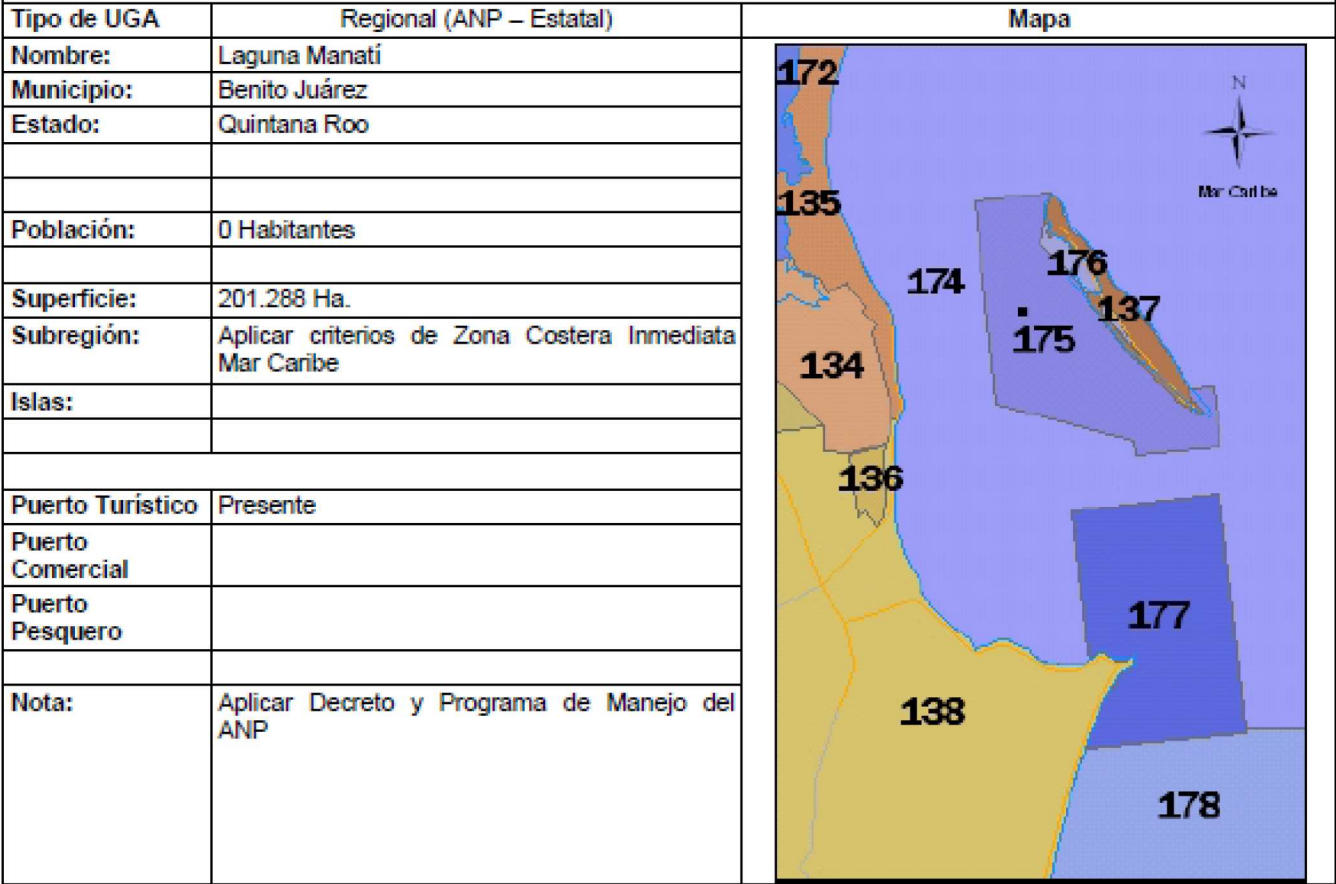 Tipo de UGA
Regional (ANP – Estatal)
Mapa
Nombre:
Laguna Manatí
Municipio:
Benito Juárez
Estado:
Quintana Roo
Población:
0 Habitantes
Superficie:
201.288 Ha.
Subregión:
Aplicar criterios de Zona Costera Inmediata
Mar Caribe
Islas:
Puerto Turístico
Presente
Puerto
Comercial
Puerto
Pesquero
Nota:
Aplicar Decreto y Programa de Manejo del
ANP
172
N
Mar Caribe
135
176
174
137
175
134
136
177
138
178